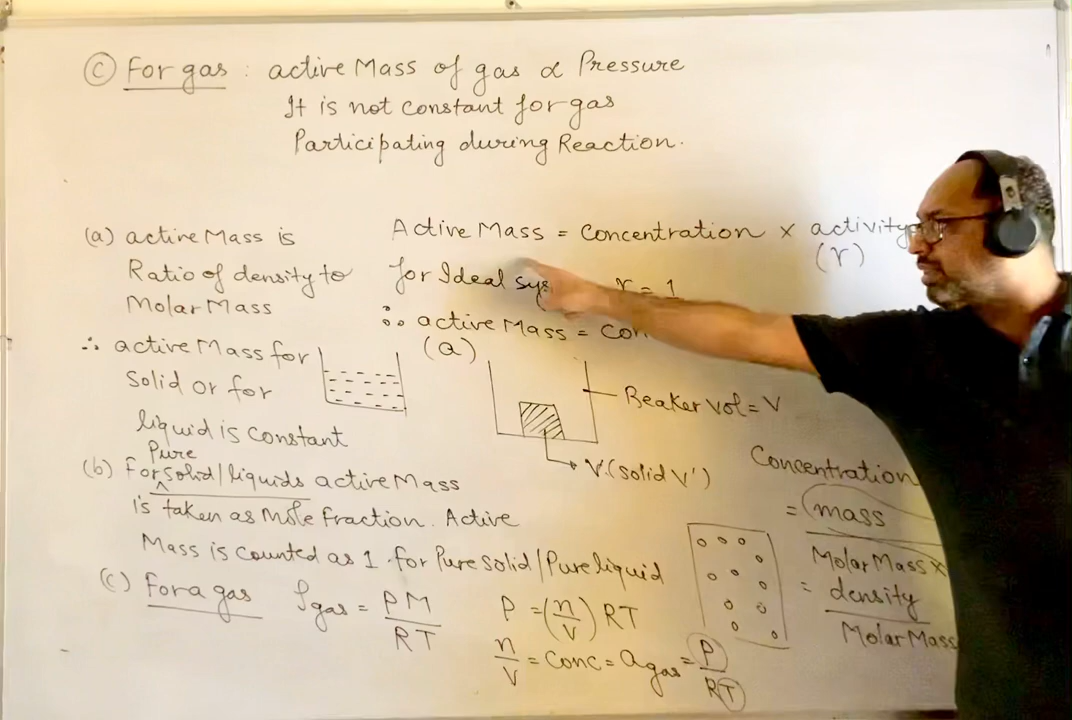 (C) For gas : active Mass of gas α Pressure
It is not constant for gas
Participating during Reaction.
Active Mass = Concentration × activity
(γ)
for Ideal γ = 1
∴ active Mass =
(a)
(a) active Mass is
Ratio of density to
Molar Mass
∴ active Mass for
Solid or for
liquid is constant
Pure
(b) For solid/liquids active Mass
is taken as Mole fraction. Active
Mass is counted as 1 for Pure solid/Pure liquid
Beaker Vol = V
V' (solid V')
Concentration
= mass
Molar Mass ×
= density
Molar Mass
(c) For a gas ρgas = PM/RT P = (n/V) RT
n/V = Conc = agas = P/RT